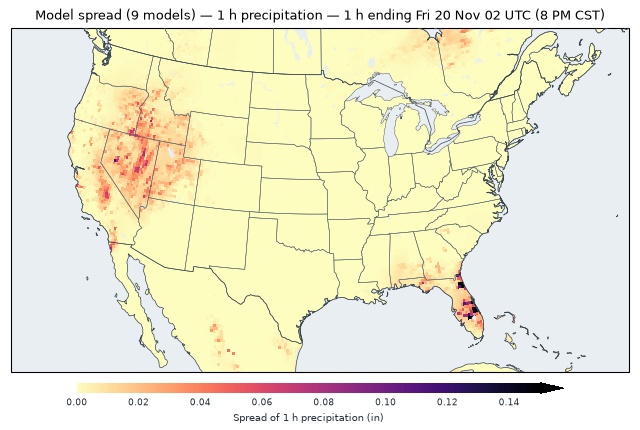 Model spread (9 models) — 1 h precipitation — 1 h ending Fri 20 Nov 02 UTC (8 PM CST)
0.00 0.02 0.04 0.06 0.08 0.10 0.12 0.14
Spread of 1 h precipitation (in)